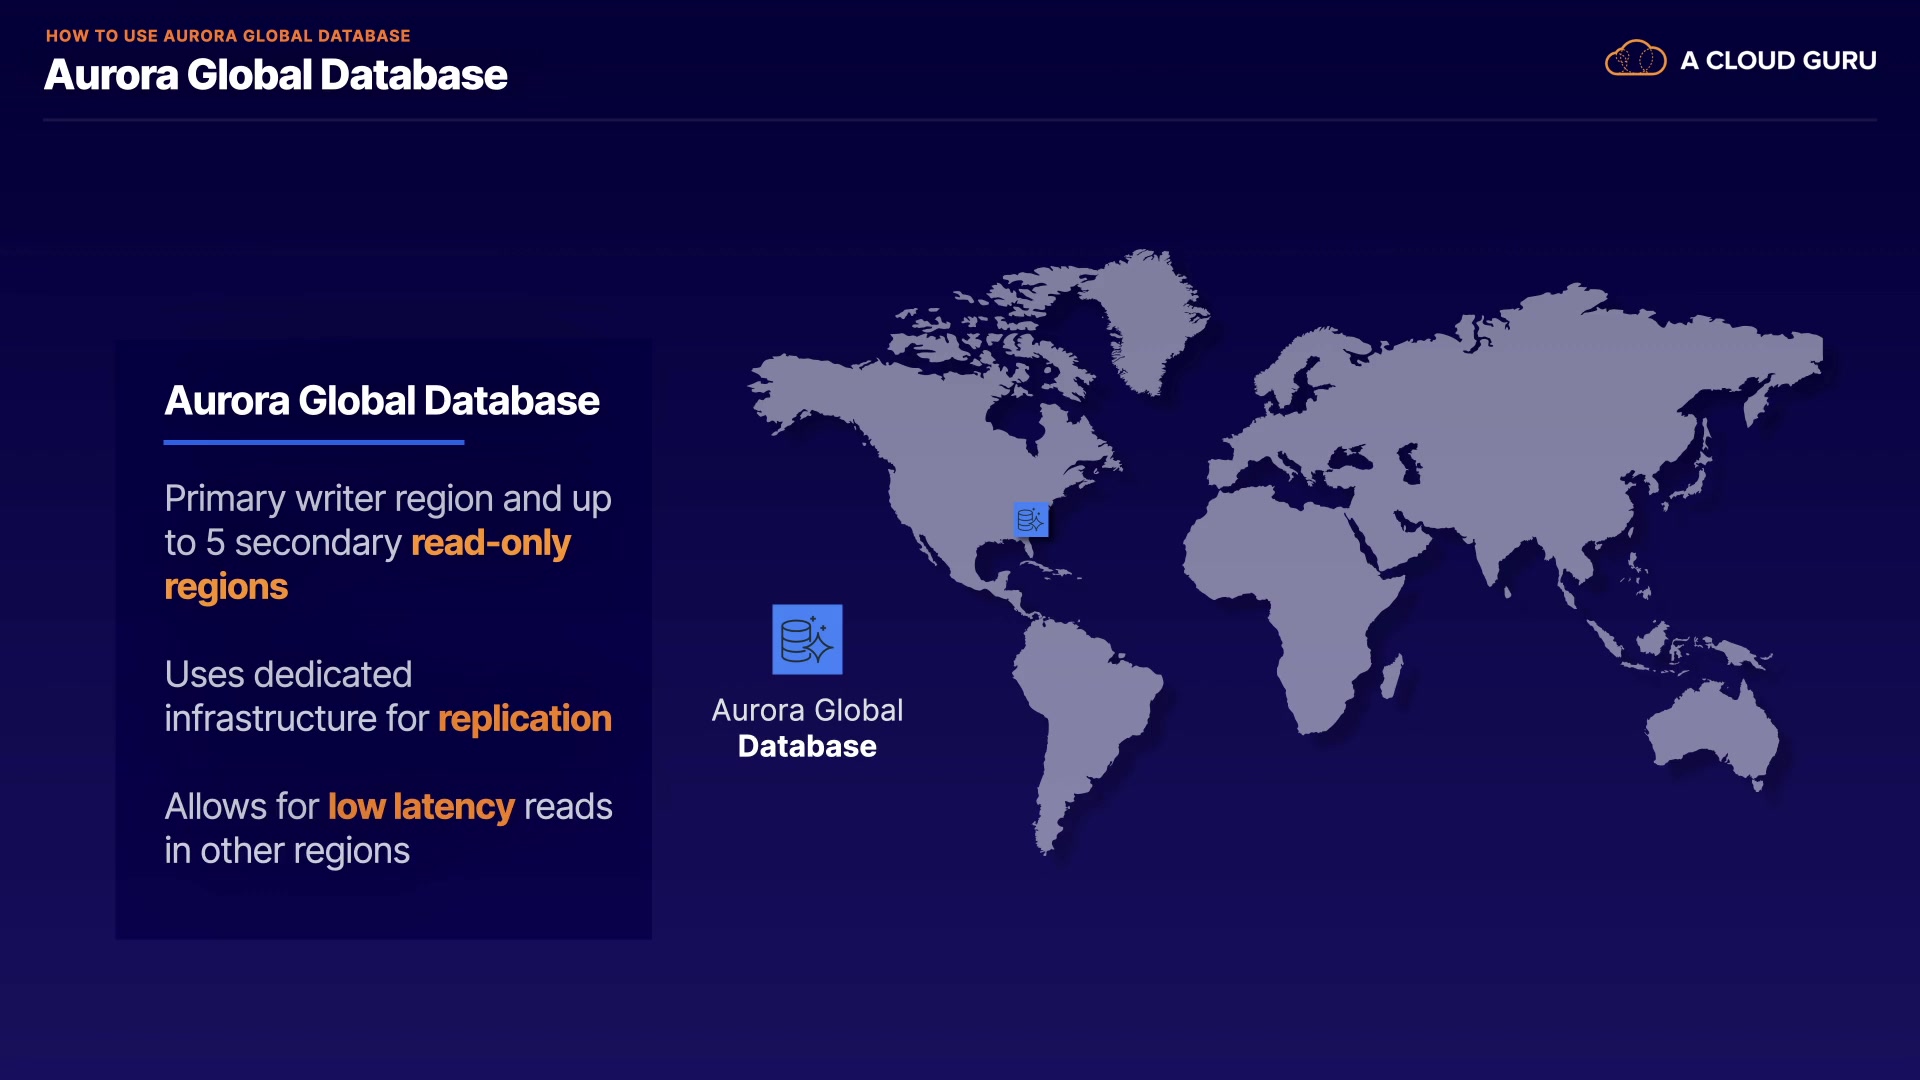 HOW TO USE AURORA GLOBAL DATABASE
Aurora Global Database
A CLOUD GURU
Aurora Global Database
Primary writer region and up
to 5 secondary read-only
regions
Uses dedicated
infrastructure for replication
Allows for low latency reads
in other regions
Aurora Global
Database